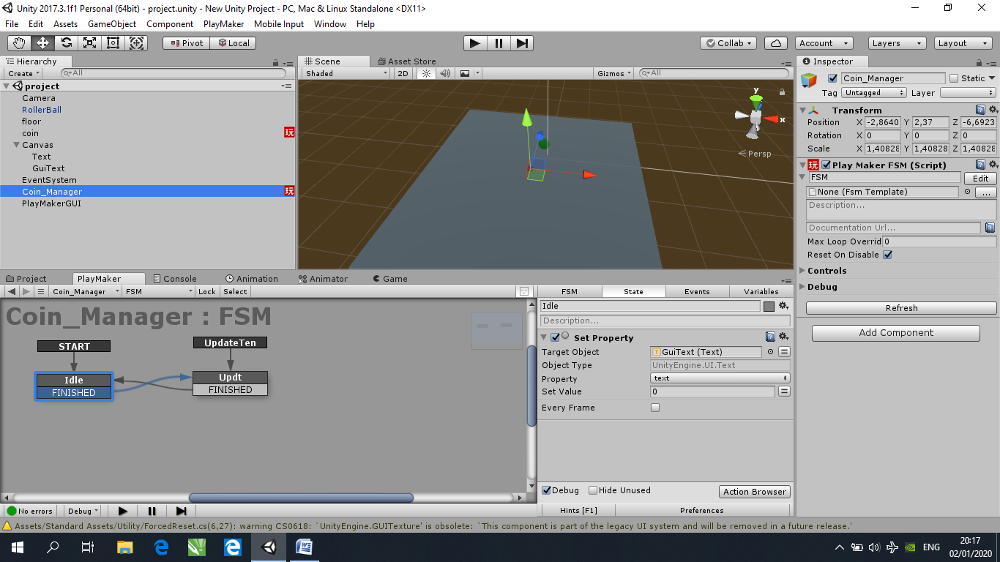 Unity 2017.3.1f1 Personal (64bit) - project.unity - New Unity Project - PC, Mac & Linux Standalone <DX11>
File Edit Assets GameObject Component PlayMaker Mobile Input Window Help
Pivot Local Collab Account Layers Layout
Hierarchy
Create All
project
Camera
RollerBall
floor
coin 玩
Canvas
Text
GuiText
EventSystem
Coin_Manager 玩
PlayMakerGUI
Scene Asset Store
Shaded 2D Gizmos All
y
x
Persp
Inspector
Coin_Manager Static
Tag Untagged Layer
Transform
Position X -2,8640 Y 2,37 Z -6,6923
Rotation X 0 Y 0 Z 0
Scale X 1,40828 Y 1,40828 Z 1,40828
玩 Play Maker FSM (Script)
FSM Edit
None (Fsm Template) ...
Description...
Documentation Url...
Max Loop Overrid 0
Reset On Disable
Controls
Debug
Refresh
Add Component
Project PlayMaker Console Animation Animator Game
Coin_Manager FSM Lock Select
Coin_Manager : FSM
START
Idle
FINISHED
UpdateTen
Updt
FINISHED
FSM State Events Variables
Idle
Description...
Set Property
Target Object GuiText (Text)
Object Type UnityEngine.UI.Text
Property text
Set Value 0
Every Frame
Debug Hide Unused Action Browser
Hints [F1] Preferences
No errors Debug
Assets/Standard Assets/Utility/ForcedReset.cs(6,27): warning CS0618: `UnityEngine.GUITexture' is obsolete: `This component is part of the legacy UI system and will be removed in a future release.'
ENG
20:17
02/01/2020